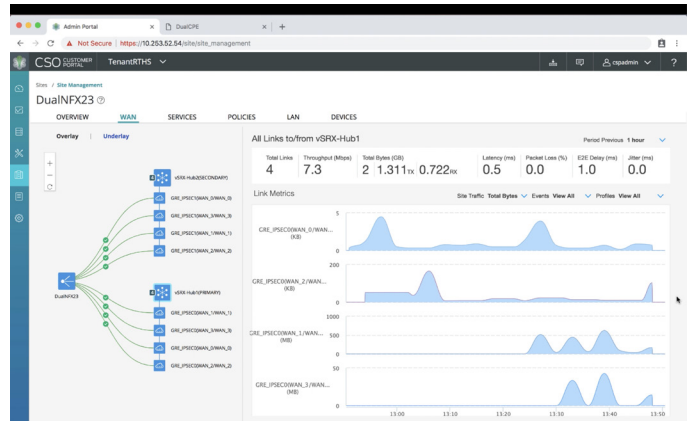 Admin Portal
DualCPE
Not Secure | https://10.253.52.54/site/site_management
CSO CUSTOMER PORTAL TenantRTHS cspadmin ?
Sites / Site Management
DualNFX23
OVERVIEW WAN SERVICES POLICIES LAN DEVICES
Overlay | Underlay
4 vSRX-Hub2(SECONDARY)
GRE_IPSEC1(WAN_0/WAN_0)
GRE_IPSEC1(WAN_3/WAN_3)
GRE_IPSEC1(WAN_1/WAN_1)
GRE_IPSEC1(WAN_2/WAN_2)
DualNFX23
4 vSRX-Hub1(PRIMARY)
GRE_IPSEC0(WAN_1/WAN_1)
GRE_IPSEC0(WAN_3/WAN_3)
GRE_IPSEC0(WAN_0/WAN_0)
GRE_IPSEC0(WAN_2/WAN_2)
All Links to/from vSRX-Hub1
Period Previous 1 hour
Total Links Throughput (Mbps) Total Bytes (GB) Latency (ms) Packet Loss (%) E2E Delay (ms) Jitter (ms)
4 7.3 2 | 1.311 TX 0.722 RX 0.5 0.0 1.0 0.0
Link Metrics
Site Traffic Total Bytes Events View All Profiles View All
5
GRE_IPSEC0(WAN_0/WAN...
(KB)
0
200
GRE_IPSEC0(WAN_2/WAN...
(KB)
0
1000
GRE_IPSEC0(WAN_1/WAN...
(MB)
500
0
50
GRE_IPSEC0(WAN_3/WAN...
(MB)
0
13:00 13:10 13:20 13:30 13:40 13:50